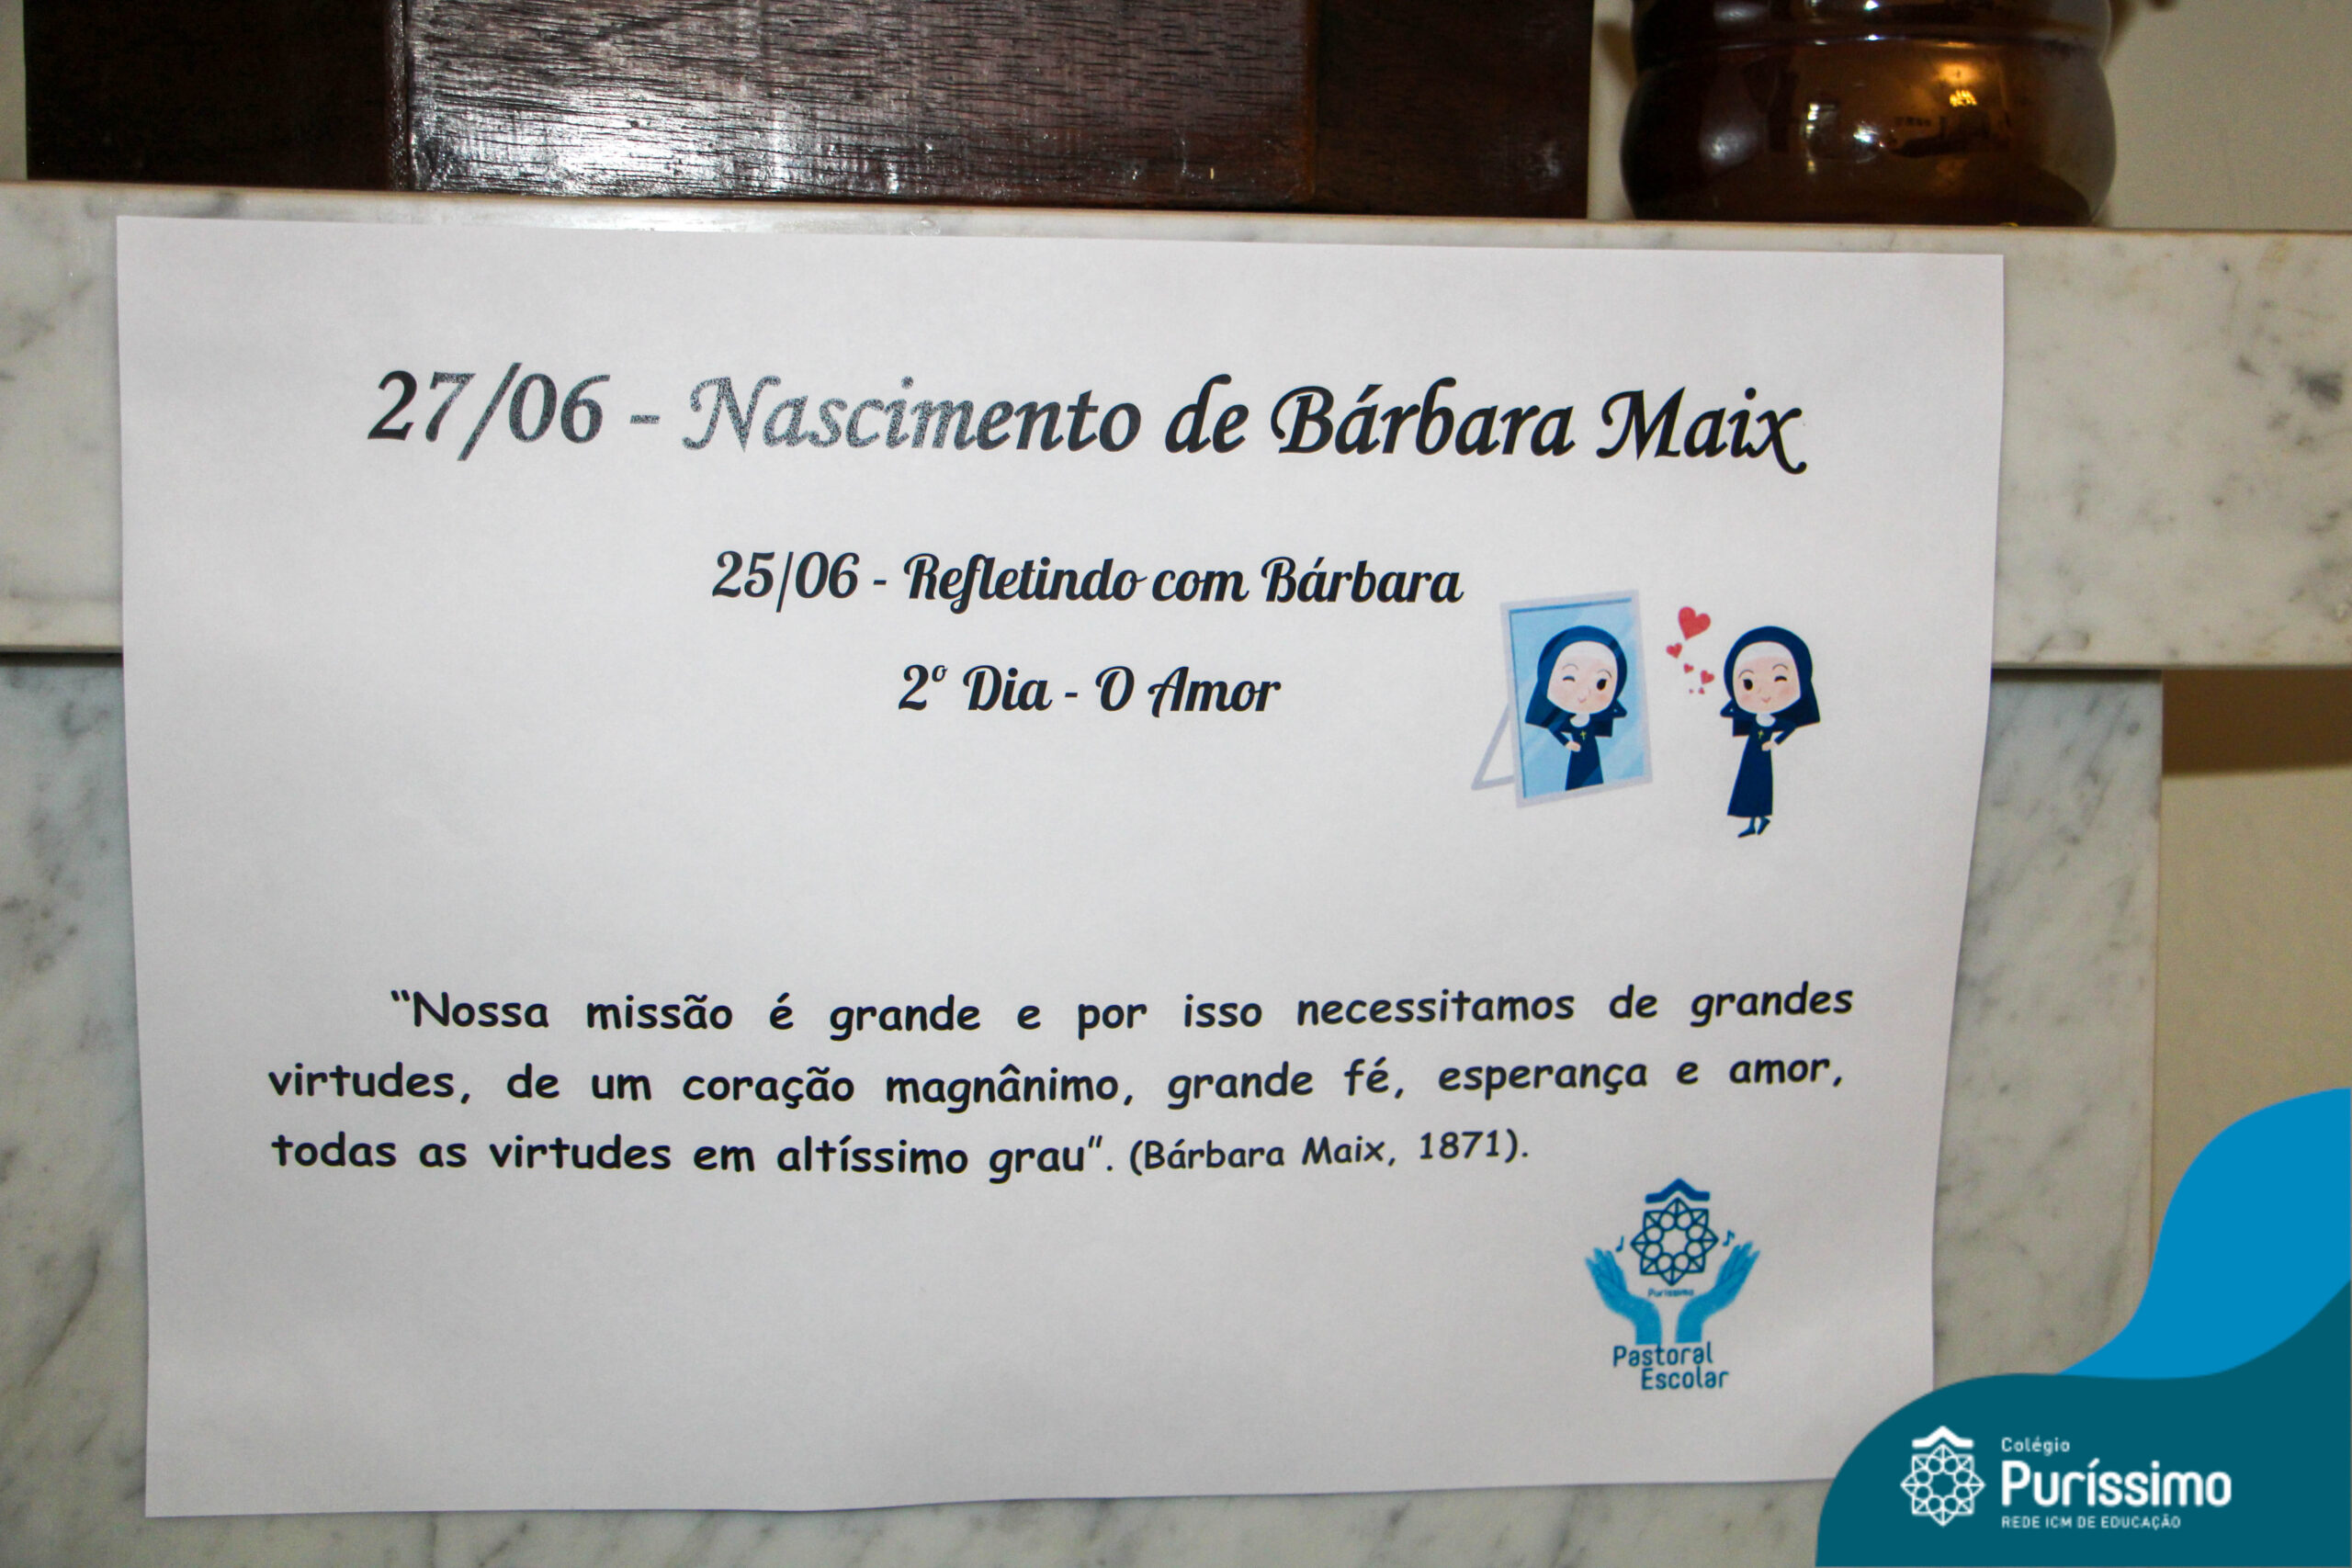 27/06 - Nascimento de Bárbara Maix
25/06 - Refletindo com Bárbara
2º Dia - O Amor
“Nossa missão é grande e por isso necessitamos de grandes
virtudes, de um coração magnânimo, grande fé, esperança e amor,
todas as virtudes em altíssimo grau”. (Bárbara Maix, 1871).
Puríssimo
Pastoral
Escolar
Colégio
Puríssimo
REDE ICM DE EDUCAÇÃO